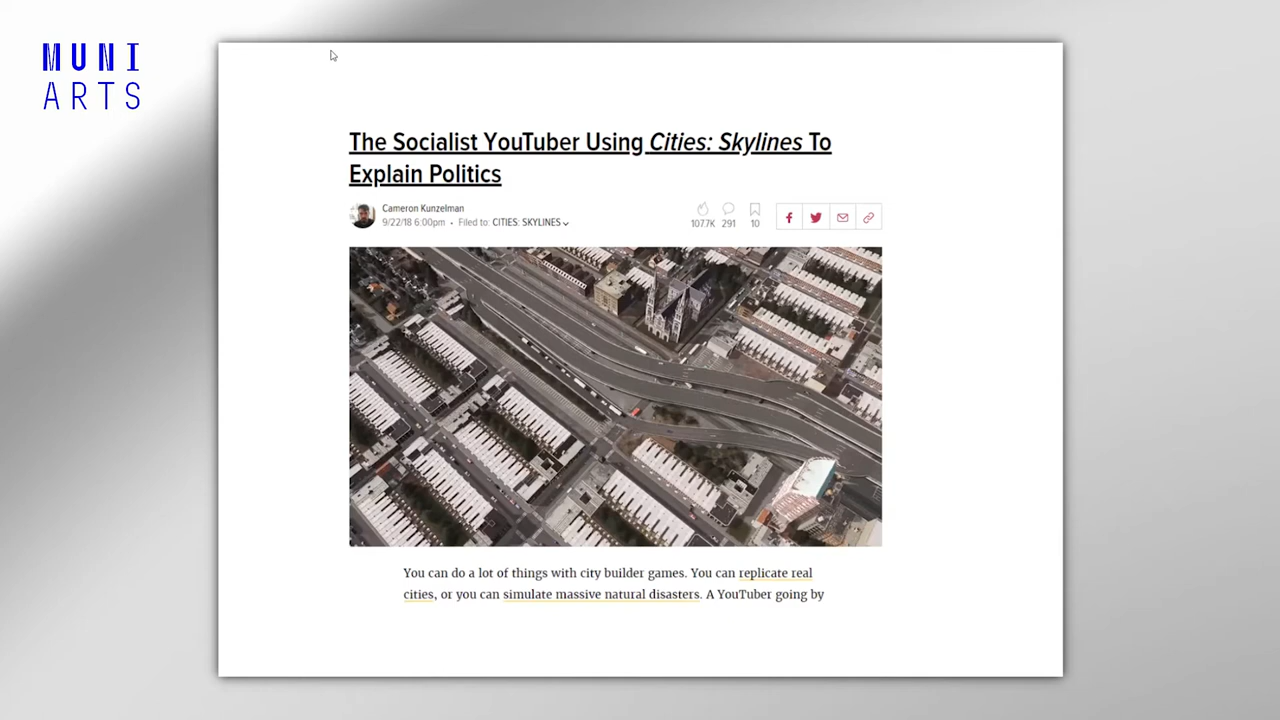 MUNI
ARTS
The Socialist YouTuber Using Cities: Skylines To
Explain Politics
Cameron Kunzelman
9/22/18 6:00pm • Filed to: CITIES: SKYLINES
107.7K 291 10
You can do a lot of things with city builder games. You can replicate real
cities, or you can simulate massive natural disasters. A YouTuber going by